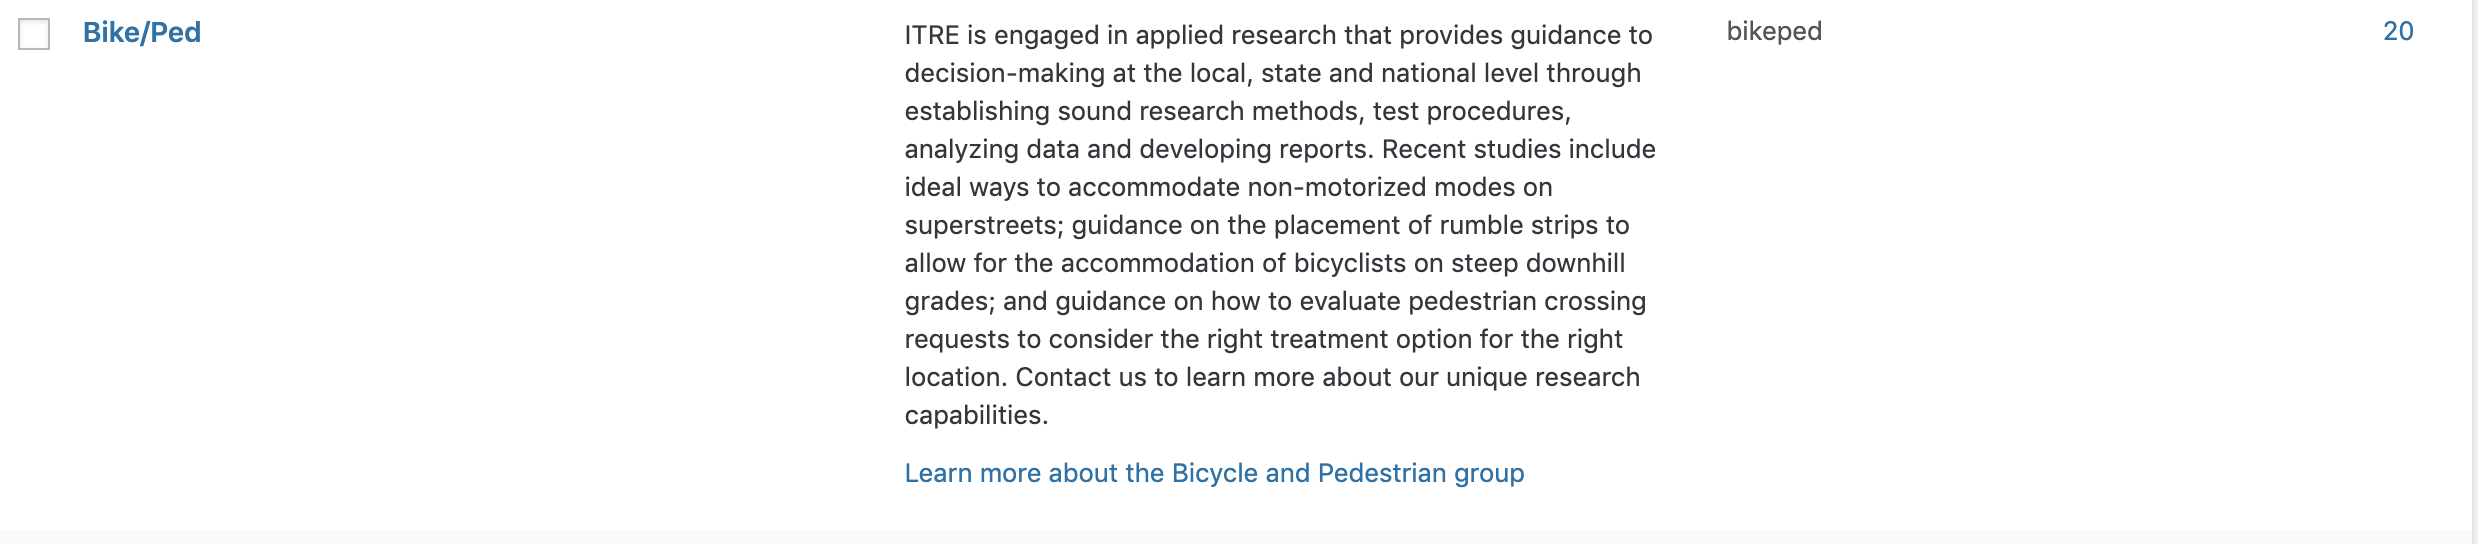 Bike/Ped
ITRE is engaged in applied research that provides guidance to
decision-making at the local, state and national level through
establishing sound research methods, test procedures,
analyzing data and developing reports. Recent studies include
ideal ways to accommodate non-motorized modes on
superstreets; guidance on the placement of rumble strips to
allow for the accommodation of bicyclists on steep downhill
grades; and guidance on how to evaluate pedestrian crossing
requests to consider the right treatment option for the right
location. Contact us to learn more about our unique research
capabilities.
Learn more about the Bicycle and Pedestrian group
bikeped
20